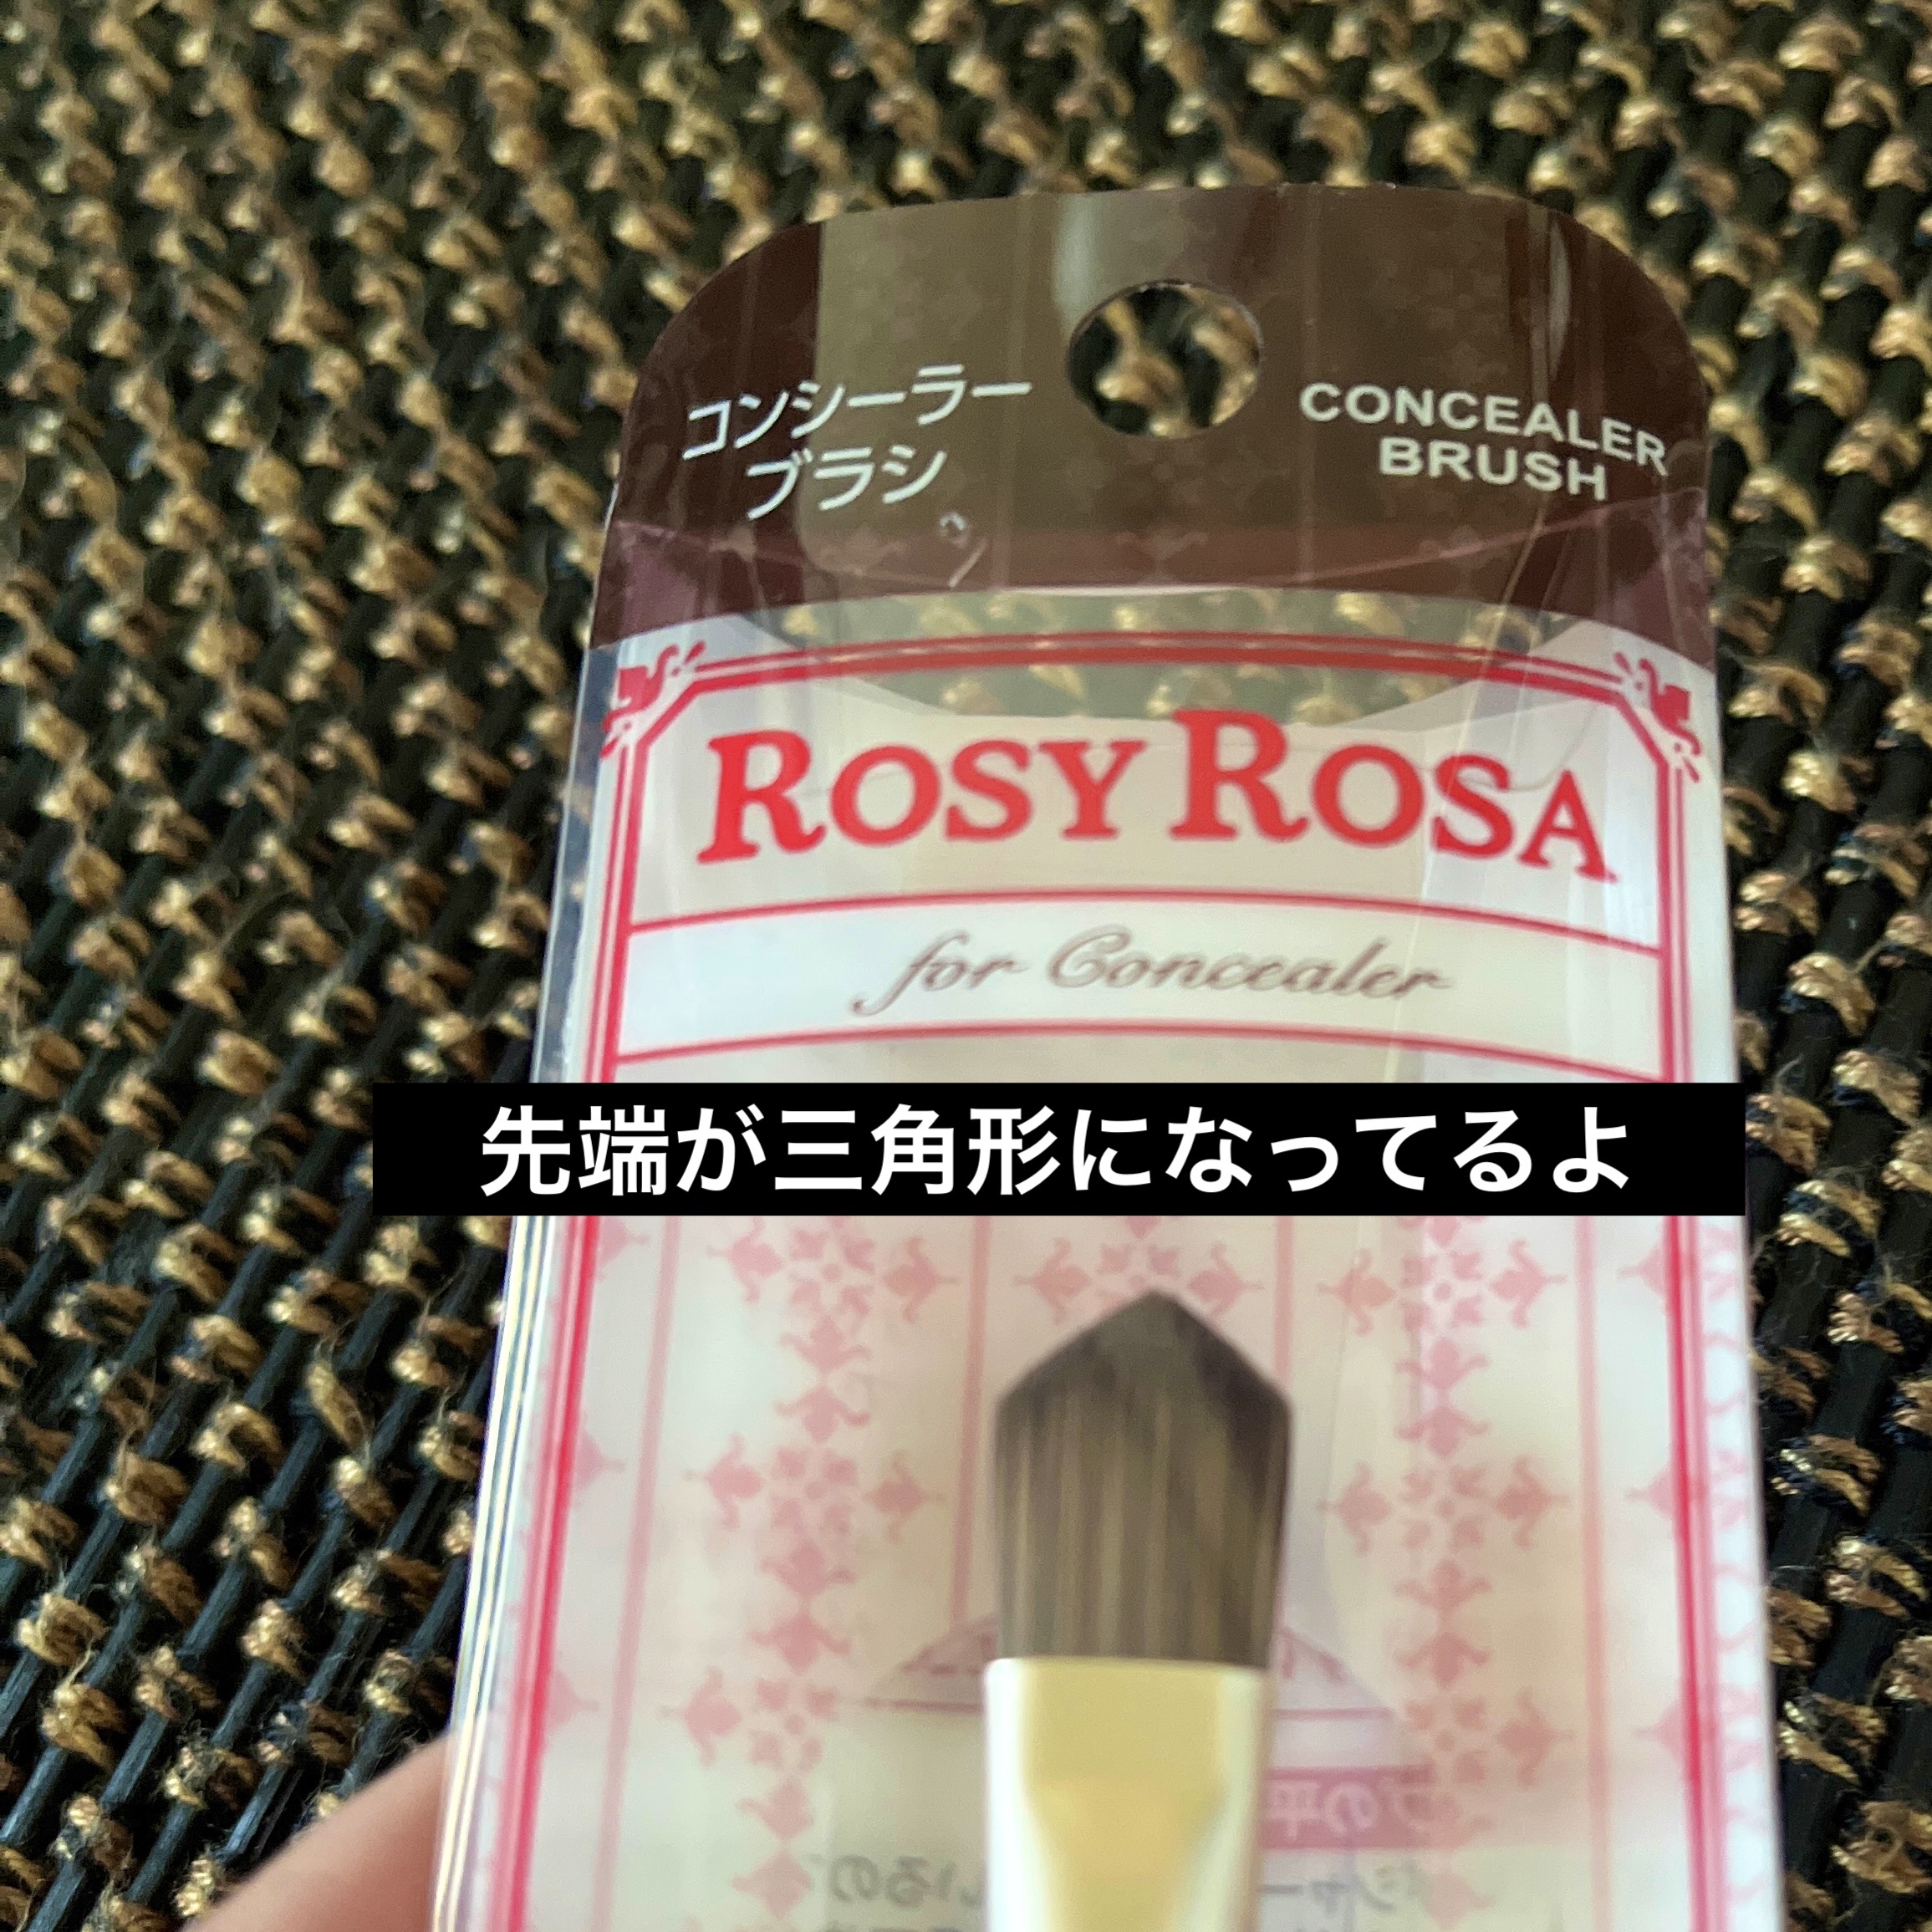 コンシーラー
ブラシ
CONCEALER
BRUSH
ROSY ROSA
for Concealer
先端が三角形になってるよ